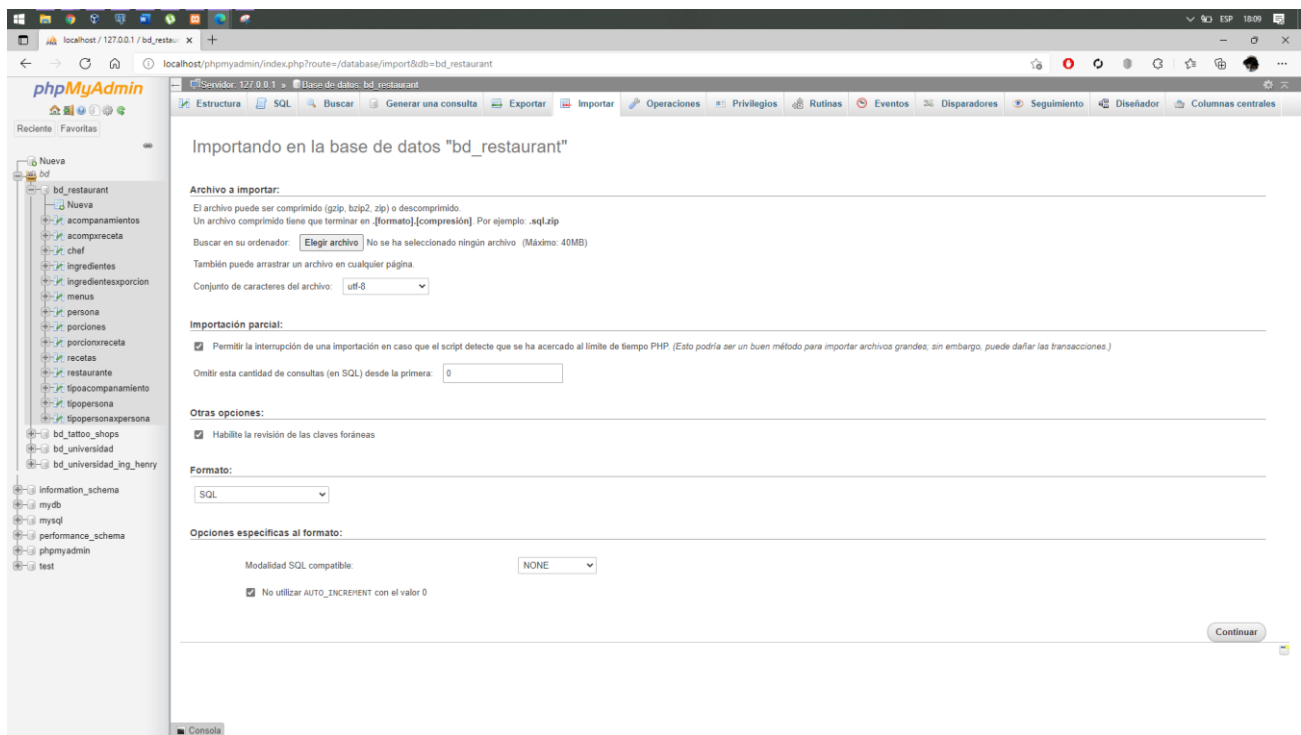 ESP 18:09
localhost / 127.0.0.1 / bd_restau
localhost/phpmyadmin/index.php?route=/database/import&db=bd_restaurant
phpMyAdmin
Reciente Favoritas
Nueva
bd
bd_restaurant
Nueva
acompanamientos
acompxreceta
chef
ingredientes
ingredientesxporcion
menus
persona
porciones
porcionxreceta
recetas
restaurante
tipoacompanamiento
tipopersona
tipopersonaxpersona
bd_tattoo_shops
bd_universidad
bd_universidad_ing_henry
information_schema
mydb
mysql
performance_schema
phpmyadmin
test
Servidor: 127.0.0.1 » Base de datos: bd_restaurant
Estructura SQL Buscar Generar una consulta Exportar Importar Operaciones Privilegios Rutinas Eventos Disparadores Seguimiento Diseñador Columnas centrales
Importando en la base de datos "bd_restaurant"
Archivo a importar:
El archivo puede ser comprimido (gzip, bzip2, zip) o descomprimido.
Un archivo comprimido tiene que terminar en .[formato].[compresión]. Por ejemplo: .sql.zip
Buscar en su ordenador: Elegir archivo No se ha seleccionado ningún archivo (Máximo: 40MB)
También puede arrastrar un archivo en cualquier página.
Conjunto de caracteres del archivo: utf-8
Importación parcial:
Permitir la interrupción de una importación en caso que el script detecte que se ha acercado al límite de tiempo PHP. (Esto podría ser un buen método para importar archivos grandes; sin embargo, puede dañar las transacciones.)
Omitir esta cantidad de consultas (en SQL) desde la primera: 0
Otras opciones:
Habilite la revisión de las claves foráneas
Formato:
SQL
Opciones específicas al formato:
Modalidad SQL compatible: NONE
No utilizar AUTO_INCREMENT con el valor 0
Continuar
Consola